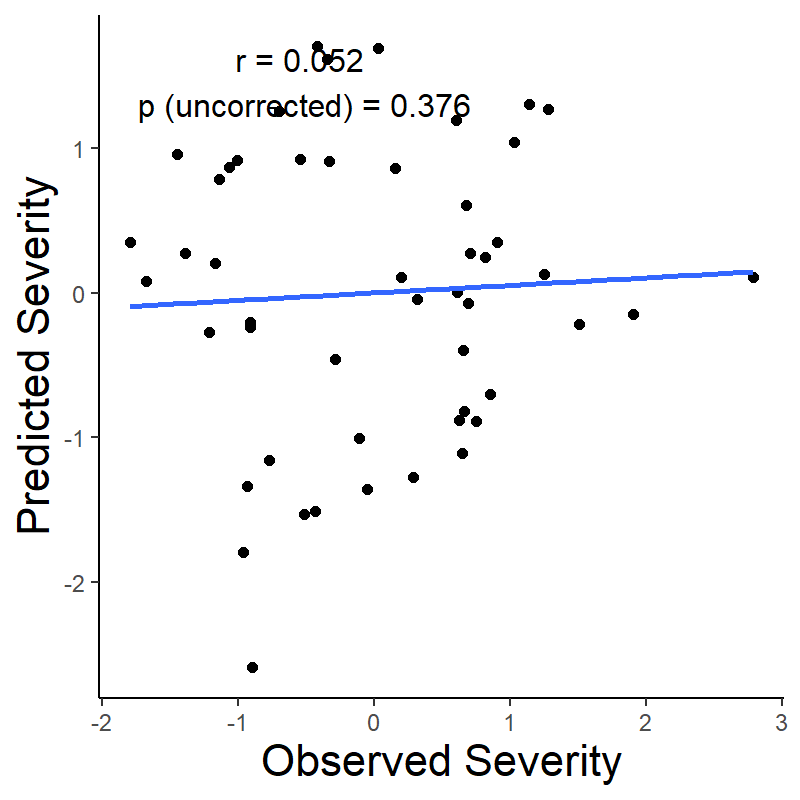 r = 0.052
p (uncorrected) = 0.376
Predicted Severity
1
0
-1
-2
-2 -1 0 1 2 3
Observed Severity